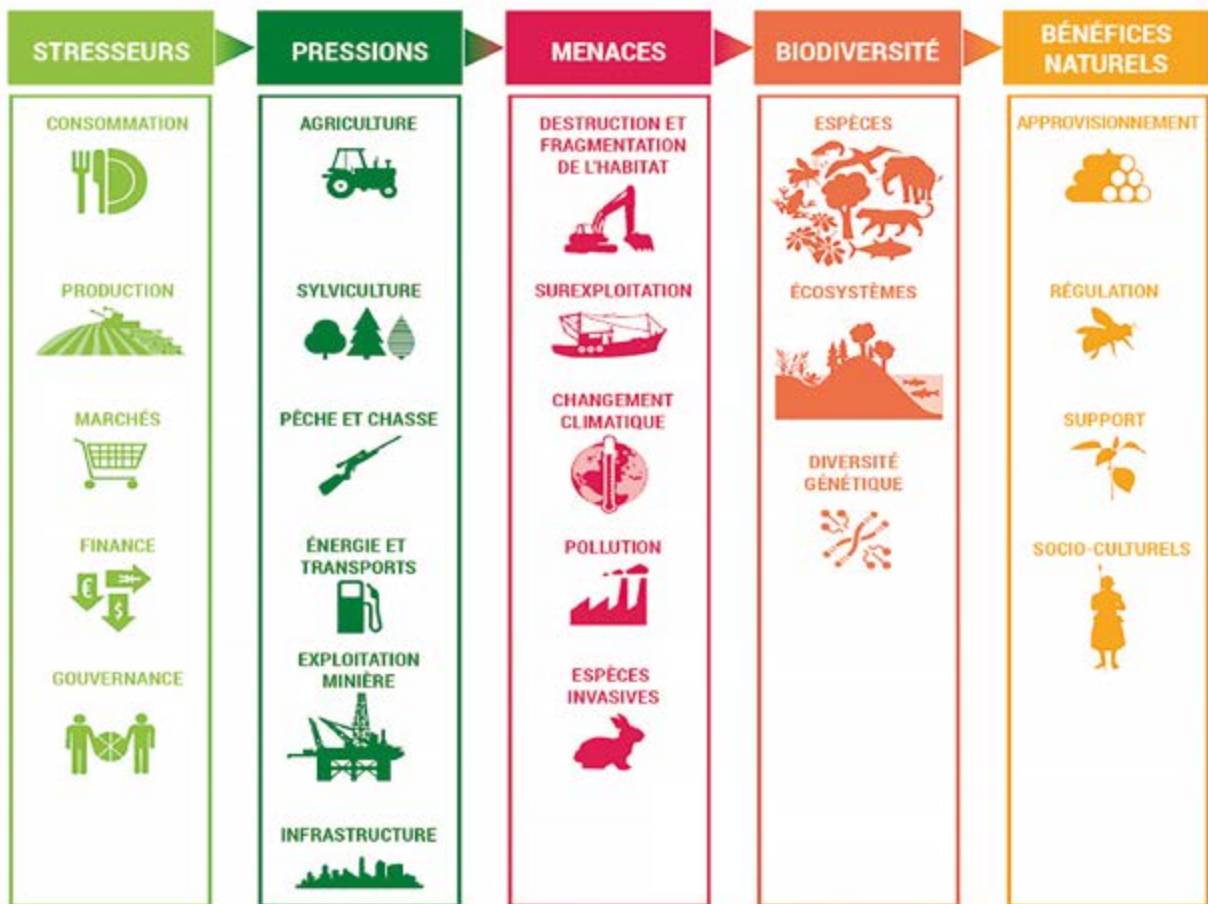 STRESSEURS
PRESSIONS
MENACES
BIODIVERSITÉ
BÉNÉFICES
NATURELS
CONSOMMATION
PRODUCTION
MARCHÉS
FINANCE
€
$
GOUVERNANCE
AGRICULTURE
SYLVICULTURE
PÊCHE ET CHASSE
ÉNERGIE ET
TRANSPORTS
EXPLOITATION
MINIÈRE
INFRASTRUCTURE
DESTRUCTION ET
FRAGMENTATION
DE L'HABITAT
SUREXPLOITATION
CHANGEMENT
CLIMATIQUE
POLLUTION
ESPÈCES
INVASIVES
ESPÈCES
ÉCOSYSTÈMES
DIVERSITÉ
GÉNÉTIQUE
APPROVISIONNEMENT
RÉGULATION
SUPPORT
SOCIO-CULTURELS